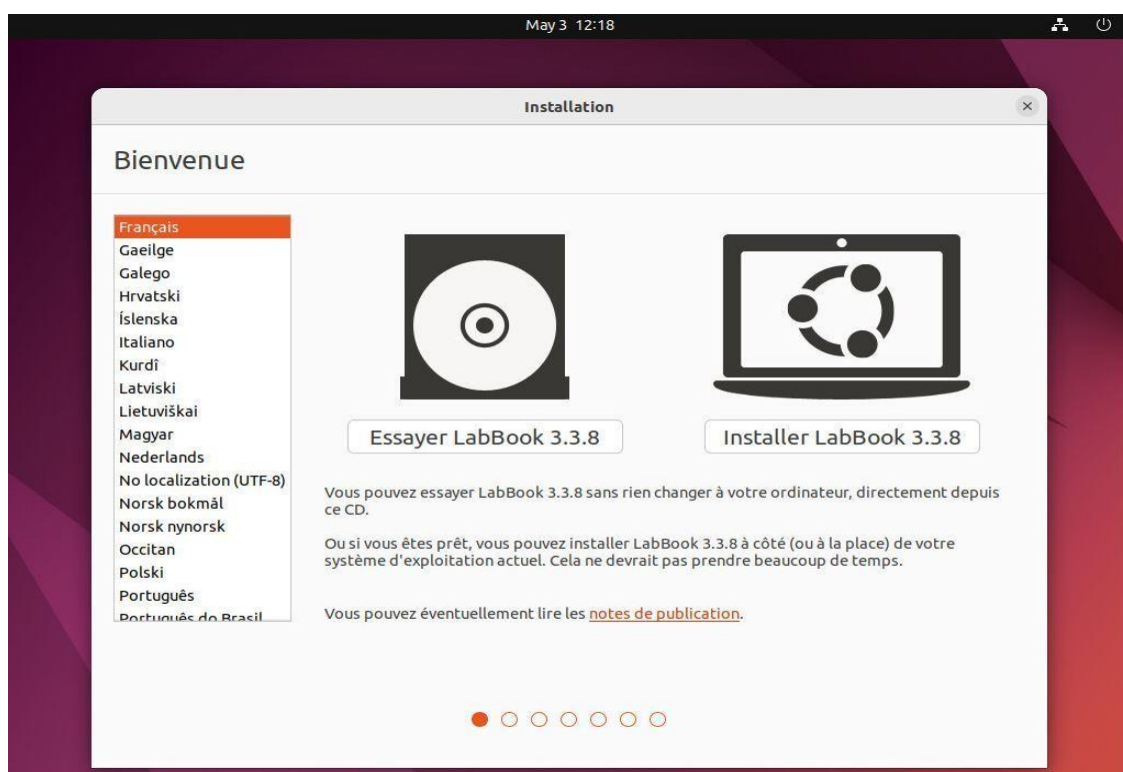 May 3 12:18
Installation
Bienvenue
Français
Gaeilge
Galego
Hrvatski
Íslenska
Italiano
Kurdî
Latviski
Lietuviškai
Magyar
Nederlands
No localization (UTF-8)
Norsk bokmål
Norsk nynorsk
Occitan
Polski
Português
Português do Brasil
Essayer LabBook 3.3.8
Installer LabBook 3.3.8
Vous pouvez essayer LabBook 3.3.8 sans rien changer à votre ordinateur, directement depuis
ce CD.
Ou si vous êtes prêt, vous pouvez installer LabBook 3.3.8 à côté (ou à la place) de votre
système d'exploitation actuel. Cela ne devrait pas prendre beaucoup de temps.
Vous pouvez éventuellement lire les notes de publication.